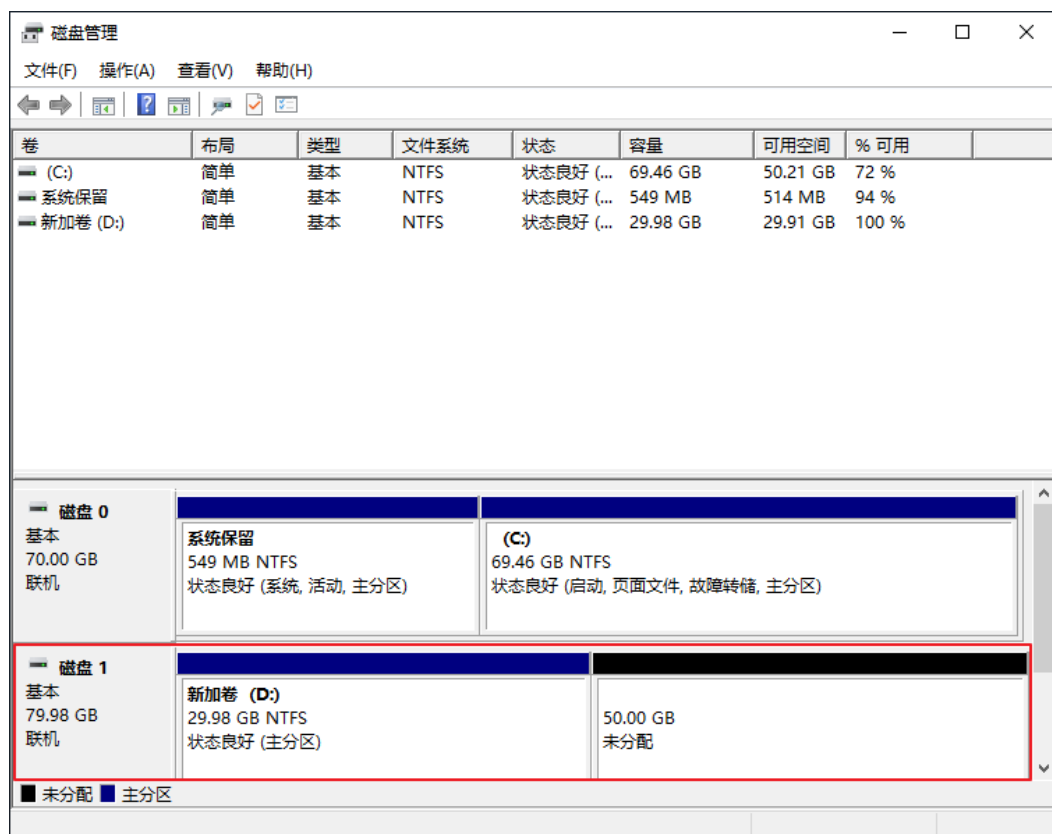 磁盘管理
文件(F) 操作(A) 查看(V) 帮助(H)
卷 布局 类型 文件系统 状态 容量 可用空间 % 可用
(C:) 简单 基本 NTFS 状态良好 (... 69.46 GB 50.21 GB 72 %
系统保留 简单 基本 NTFS 状态良好 (... 549 MB 514 MB 94 %
新加卷 (D:) 简单 基本 NTFS 状态良好 (... 29.98 GB 29.91 GB 100 %
磁盘 0
基本
70.00 GB
联机
系统保留
549 MB NTFS
状态良好 (系统, 活动, 主分区)
(C:)
69.46 GB NTFS
状态良好 (启动, 页面文件, 故障转储, 主分区)
磁盘 1
基本
79.98 GB
联机
新加卷 (D:)
29.98 GB NTFS
状态良好 (主分区)
50.00 GB
未分配
未分配 主分区